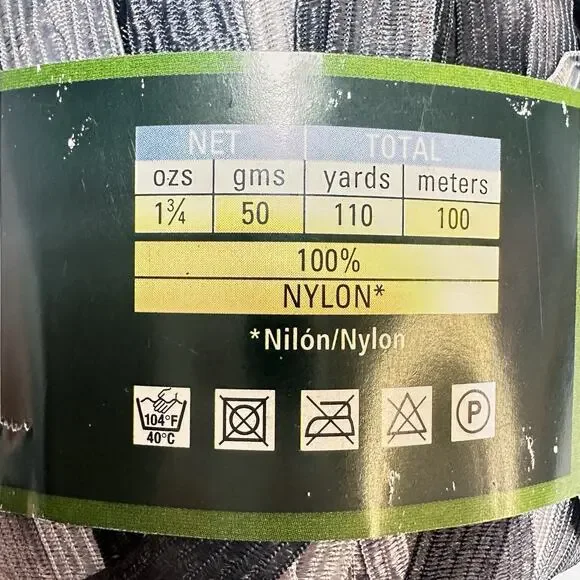 NET TOTAL
ozs gms yards meters
1¾ 50 110 100
100%
NYLON*
*Nilón/Nylon
104°F P
40°C